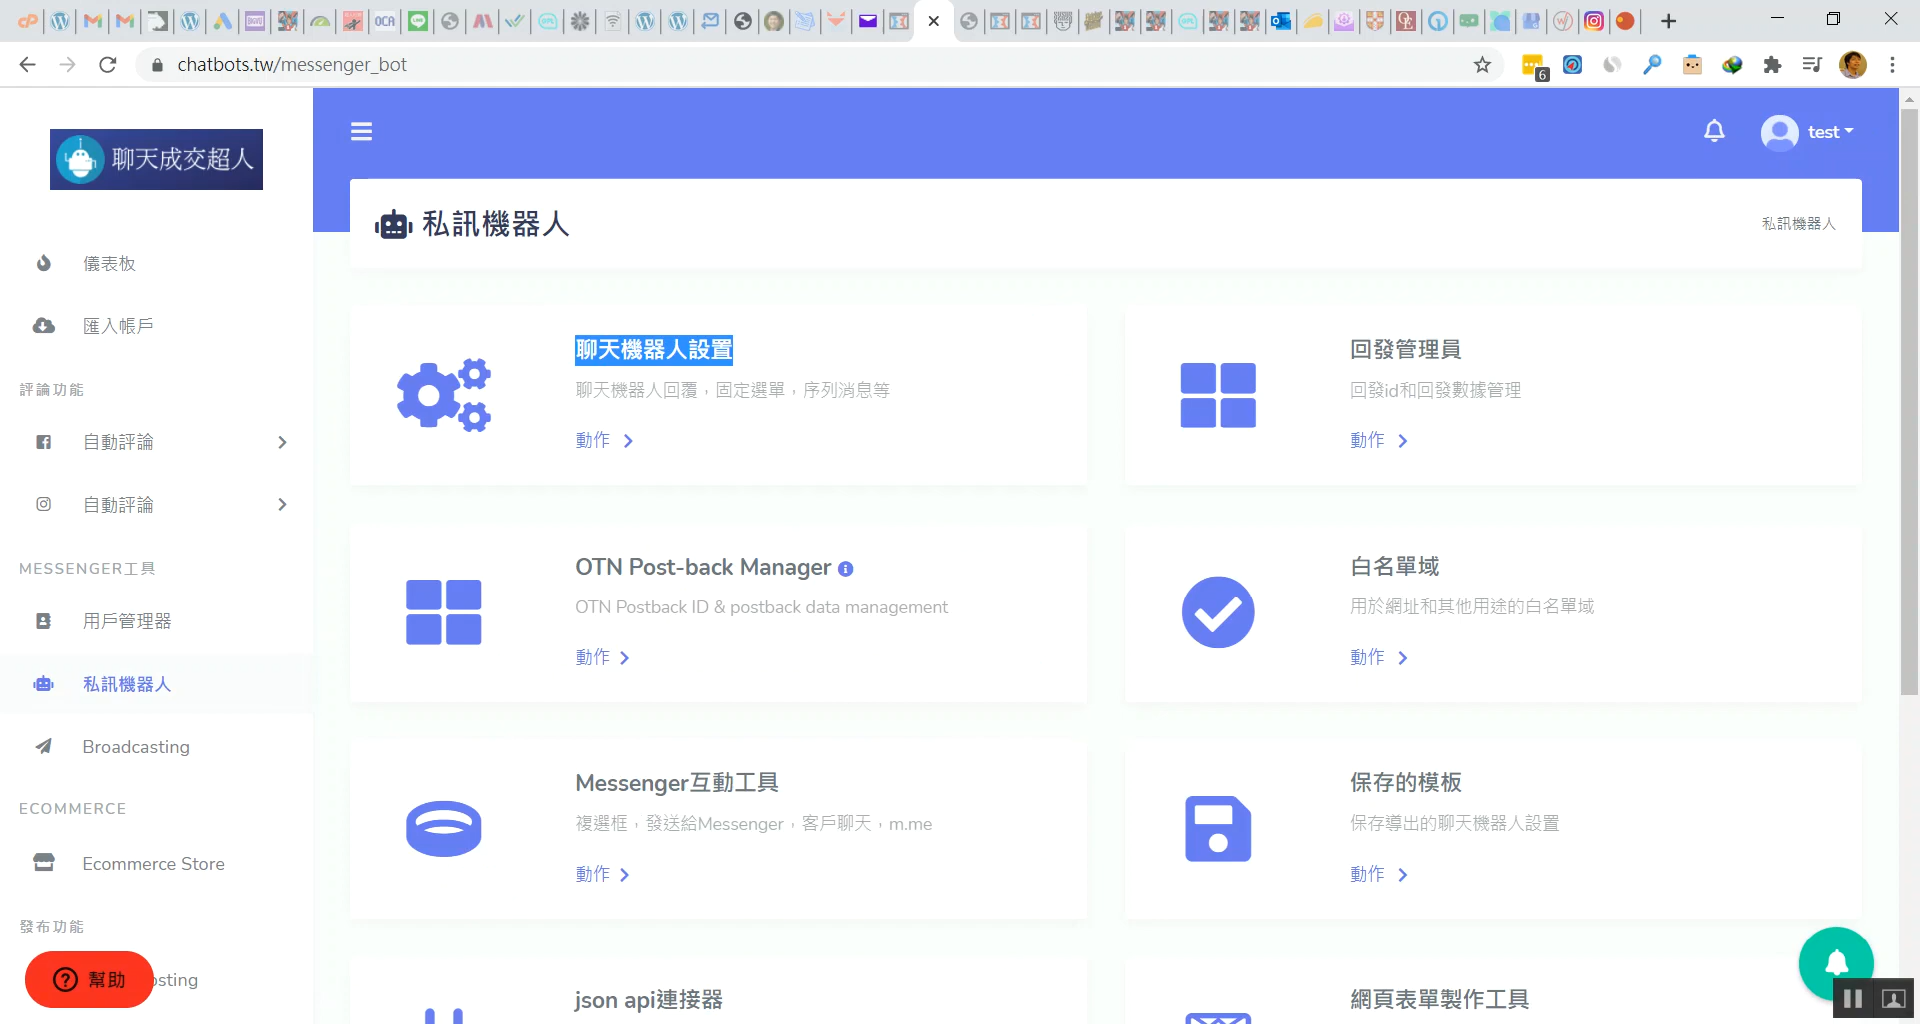 chatbots.tw/messenger_bot
6
聊天成交超人
test
私訊機器人
私訊機器人
儀表板
匯入帳戶
評論功能
自動評論
自動評論
MESSENGER工具
用戶管理器
私訊機器人
Broadcasting
ECOMMERCE
Ecommerce Store
發布功能
幫助
osting
聊天機器人設置
聊天機器人回覆，固定選單，序列消息等
動作
回發管理員
回發id和回發數據管理
動作
OTN Post-back Manager
OTN Postback ID & postback data management
動作
白名單域
用於網址和其他用途的白名單域
動作
Messenger互動工具
複選框，發送給Messenger，客戶聊天，m.me
動作
保存的模板
保存導出的聊天機器人設置
動作
json api連接器
網頁表單製作工具